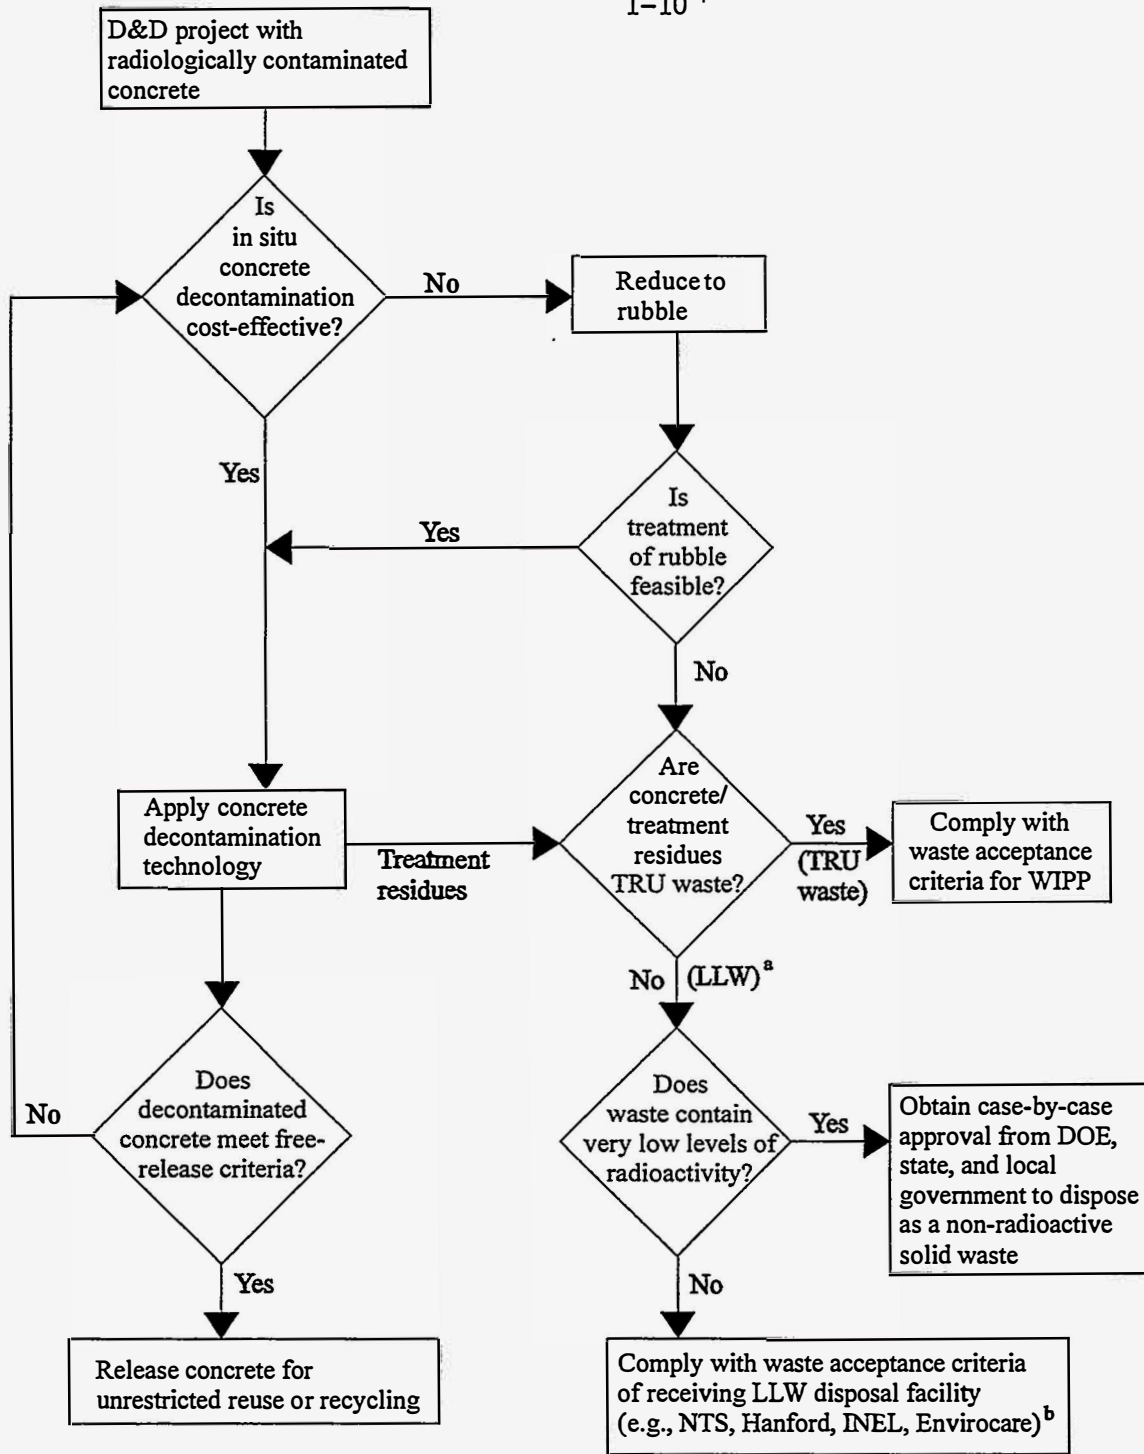 D&D project with
radiologically contaminated
concrete
Is
in situ
concrete
decontamination
cost-effective?
No
Reduce to
rubble
Yes
Is
treatment
of rubble
feasible?
Yes
No
Apply concrete
decontamination
technology
Treatment
residues
Are
concrete/
treatment
residues
TRU waste?
Yes
(TRU
waste)
Comply with
waste acceptance
criteria for WIPP
No (LLW)ᵃ
Does
decontaminated
concrete meet free-
release criteria?
No
Yes
Does
waste contain
very low levels of
radioactivity?
Yes
Obtain case-by-case
approval from DOE,
state, and local
government to dispose
as a non-radioactive
solid waste
No
Release concrete for
unrestricted reuse or recycling
Comply with waste acceptance criteria
of receiving LLW disposal facility
(e.g., NTS, Hanford, INEL, Envirocare)ᵇ